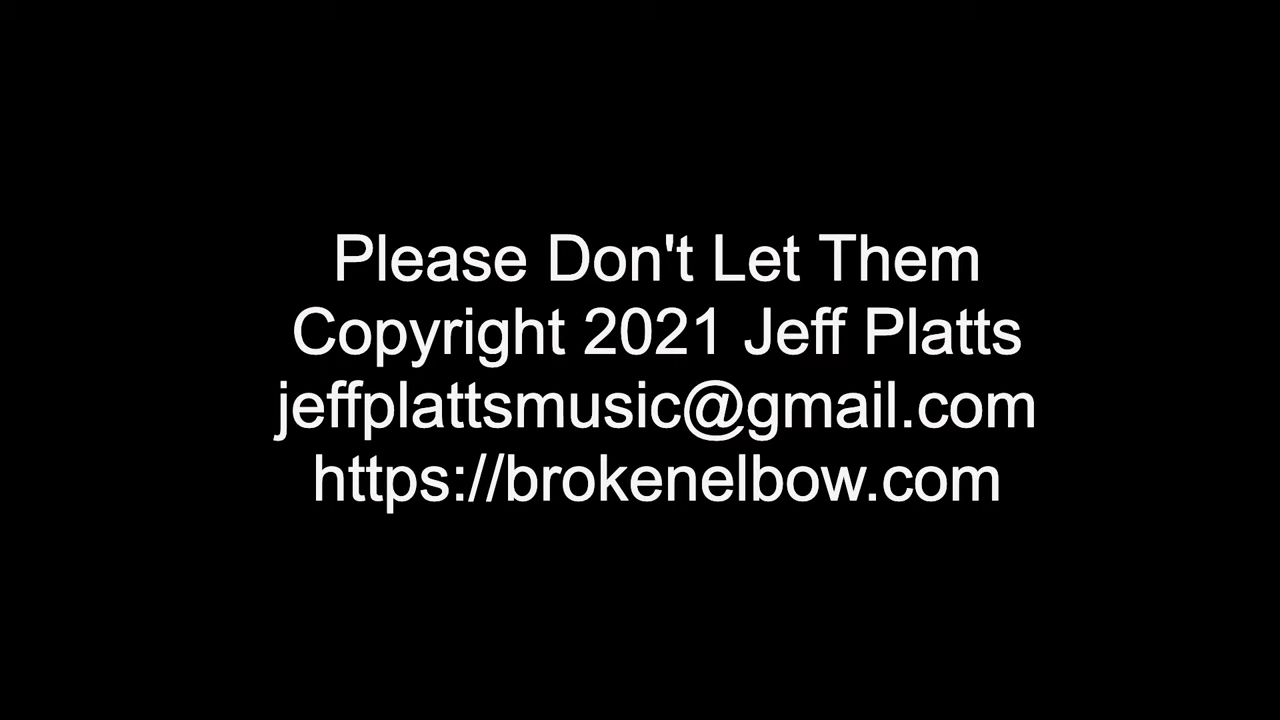 Please Don't Let Them
Copyright 2021 Jeff Platts
jeffplattsmusic@gmail.com
https://brokenelbow.com